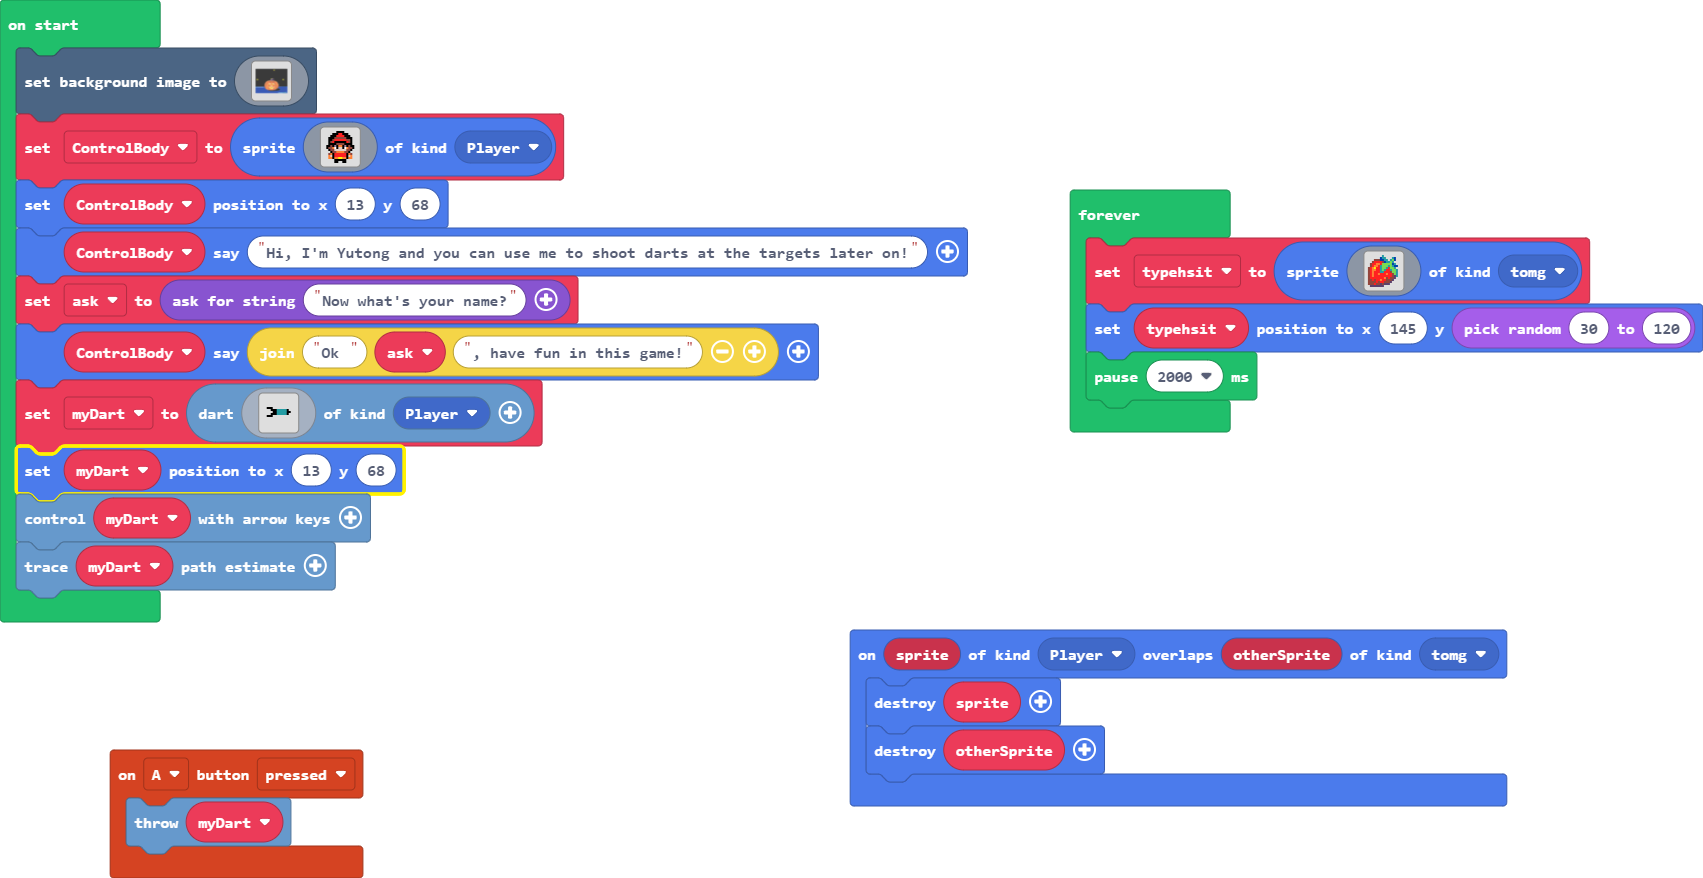 on start
set background image to
set ControlBody to sprite of kind Player
set ControlBody position to x 13 y 68
ControlBody say "Hi, I'm Yutong and you can use me to shoot darts at the targets later on!"
set ask to ask for string "Now what's your name?"
ControlBody say join "Ok " ask ", have fun in this game!"
set myDart to dart of kind Player
set myDart position to x 13 y 68
control myDart with arrow keys
trace myDart path estimate
forever
set typehsit to sprite of kind tomg
set typehsit position to x 145 y pick random 30 to 120
pause 2000 ms
on sprite of kind Player overlaps otherSprite of kind tomg
destroy sprite
destroy otherSprite
on A button pressed
throw myDart